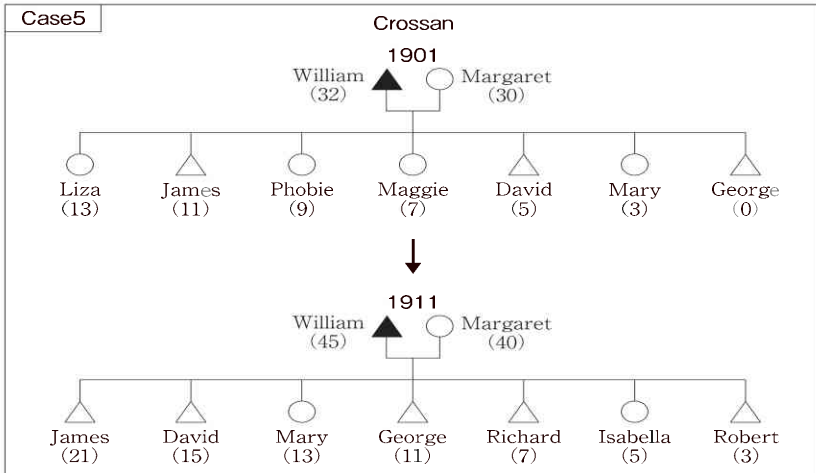 Case5
Crossan
1901
William Margaret
(32) (30)
Liza James Phobie Maggie David Mary George
(13) (11) (9) (7) (5) (3) (0)
1911
William Margaret
(45) (40)
James David Mary George Richard Isabella Robert
(21) (15) (13) (11) (7) (5) (3)